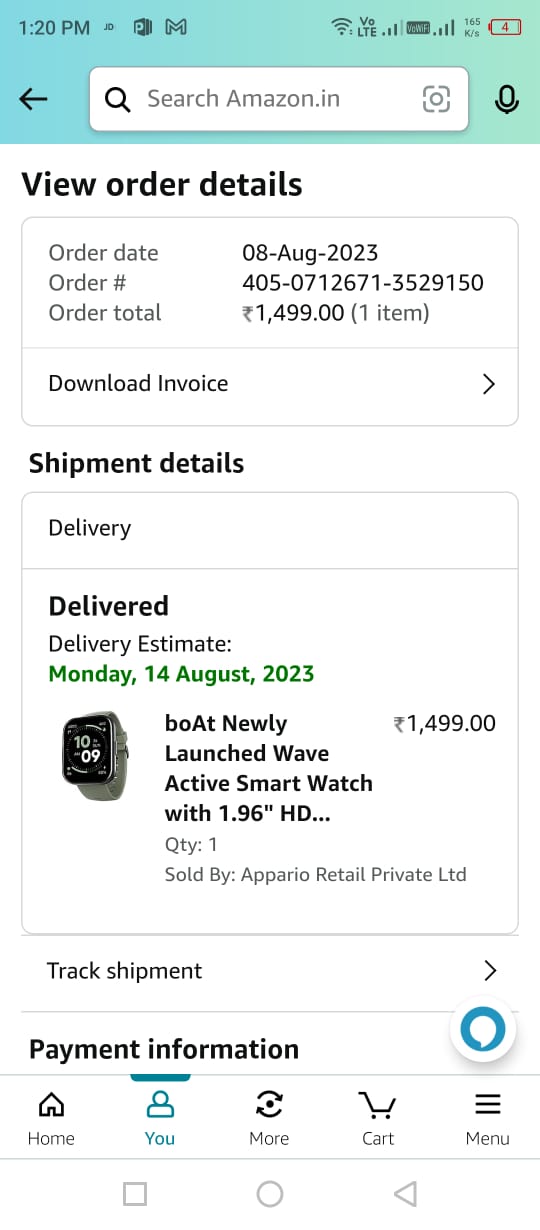 1:20 PM JD Vo LTE VoWiFi 165 K/s 4
Search Amazon.in
View order details
Order date 08-Aug-2023
Order # 405-0712671-3529150
Order total ₹1,499.00 (1 item)
Download Invoice
Shipment details
Delivery
Delivered
Delivery Estimate:
Monday, 14 August, 2023
boAt Newly ₹1,499.00
Launched Wave
Active Smart Watch
with 1.96" HD...
Qty: 1
Sold By: Appario Retail Private Ltd
10
09
Track shipment
Payment information
Home You More Cart Menu